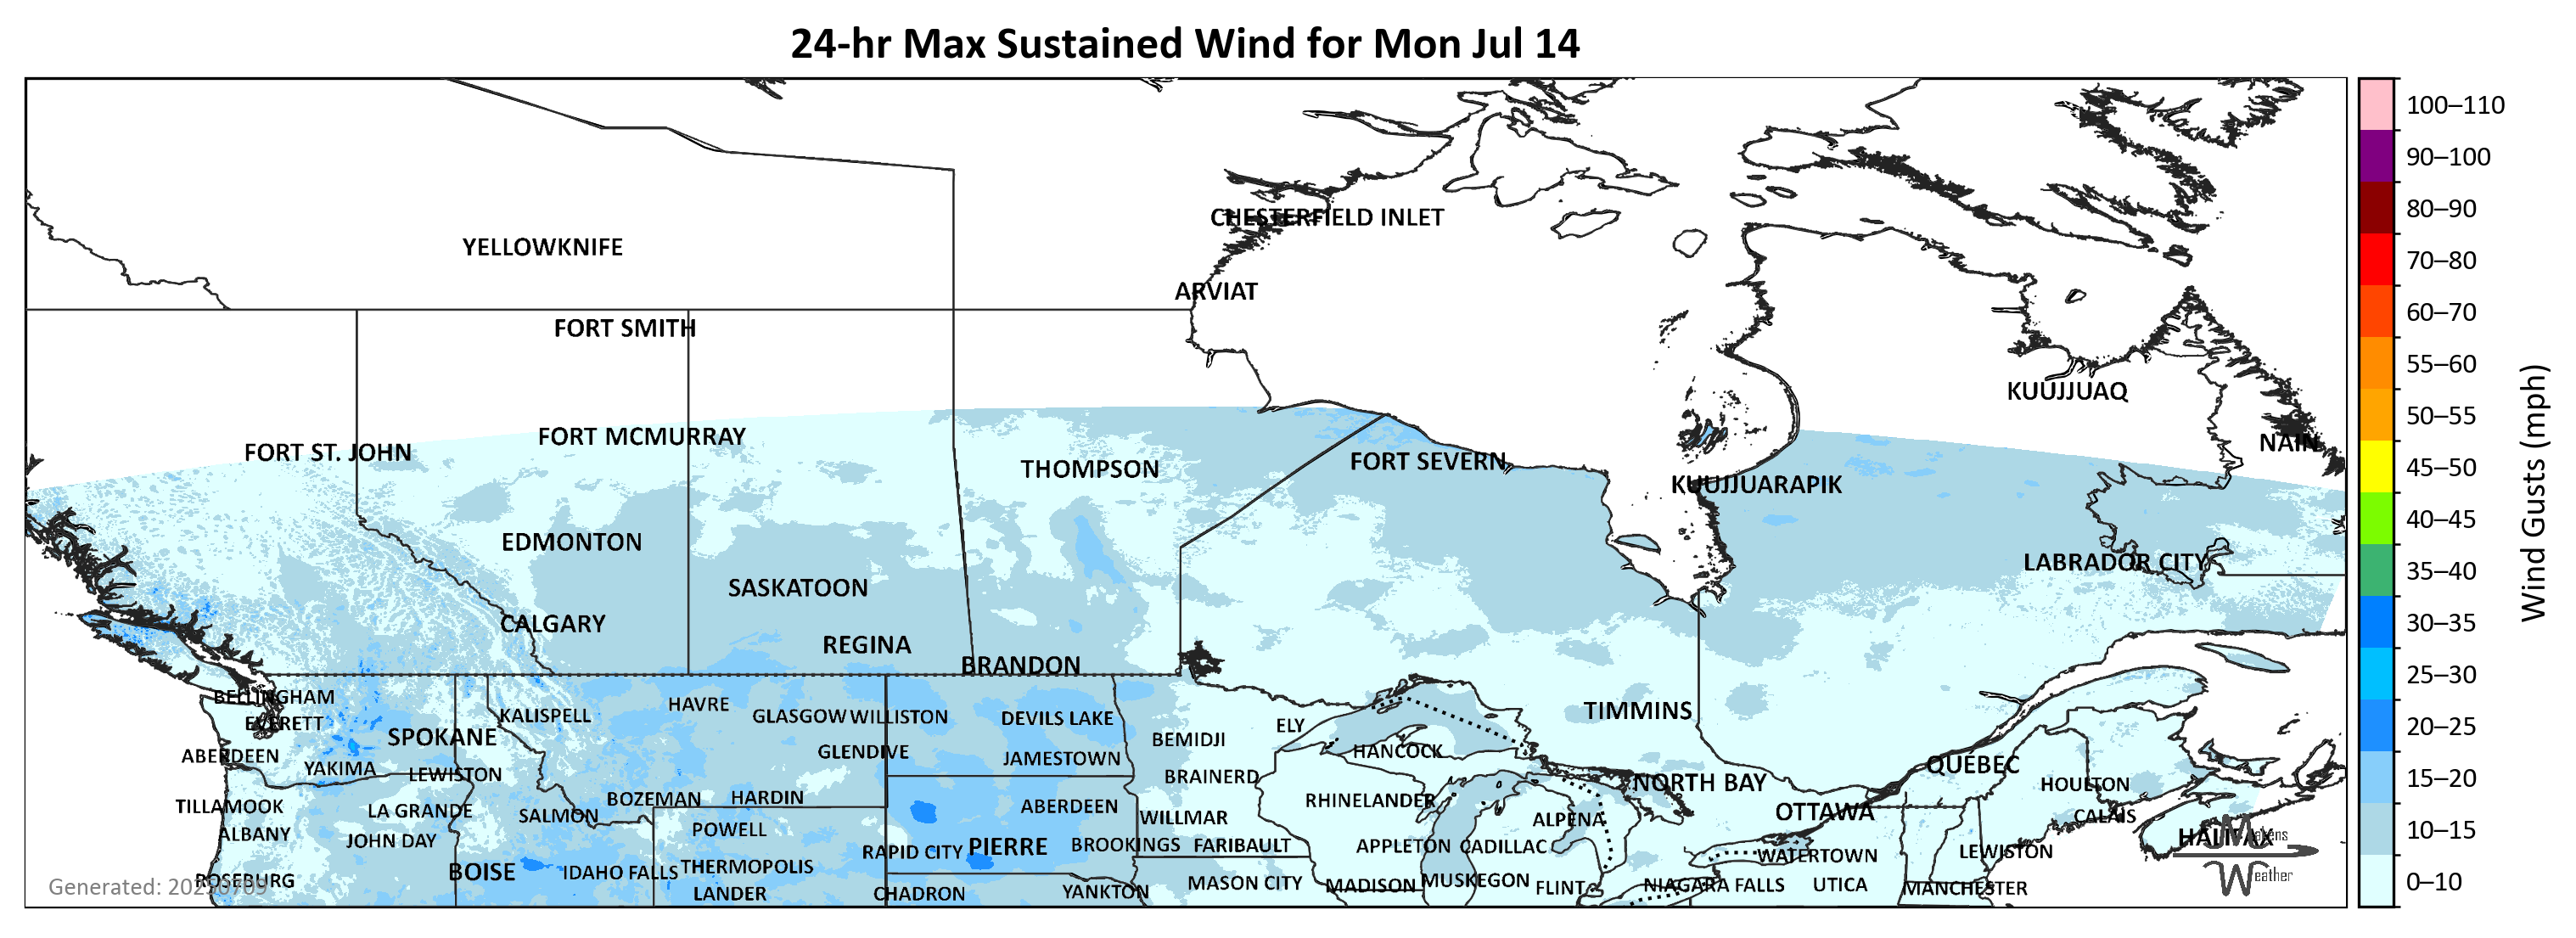 24-hr Max Sustained Wind for Mon Jul 14
100–110
90–100
CHESTERFIELD INLET
80–90
YELLOWKNIFE
70–80
ARVIAT
60–70
FORT SMITH
55–60
KUUJJUAQ
50–55
FORT MCMURRAY
NAIN
FORT ST. JOHN
FORT SEVERN
THOMPSON
45–50
KUUJJUARAPIK
40–45
Wind Gusts (mph)
EDMONTON
LABRADOR CITY
35–40
SASKATOON
CALGARY
30–35
REGINA
BRANDON
25–30
BELLINGHAM
HAVRE
TIMMINS
KALISPELL
GLASGOW
WILLISTON
DEVILS LAKE
EVERETT
ELY
20–25
SPOKANE
BEMIDJI
HANCOCK
GLENDIVE
ABERDEEN
JAMESTOWN
QUEBEC
YAKIMA
LEWISTON
BRAINERD
15–20
NORTH BAY
HOULTON
BOZEMAN
HARDIN
RHINELANDER
TILLAMOOK
ABERDEEN
LA GRANDE
OTTAWA
SALMON
WILLMAR
CALAIS
ALPENA
POWELL
10–15
ALBANY
HALIFAX
Makens
JOHN DAY
PIERRE
BROOKINGS
FARIBAULT
APPLETON
CADILLAC
RAPID CITY
LEWISTON
WATERTOWN
THERMOPOLIS
BOISE
IDAHO FALLS
Weather
ROSEBURG
MUSKEGON
0–10
MASON CITY
MADISON
NIAGARA FALLS
UTICA
Generated: 20250709
FLINT
MANCHESTER
YANKTON
LANDER
CHADRON